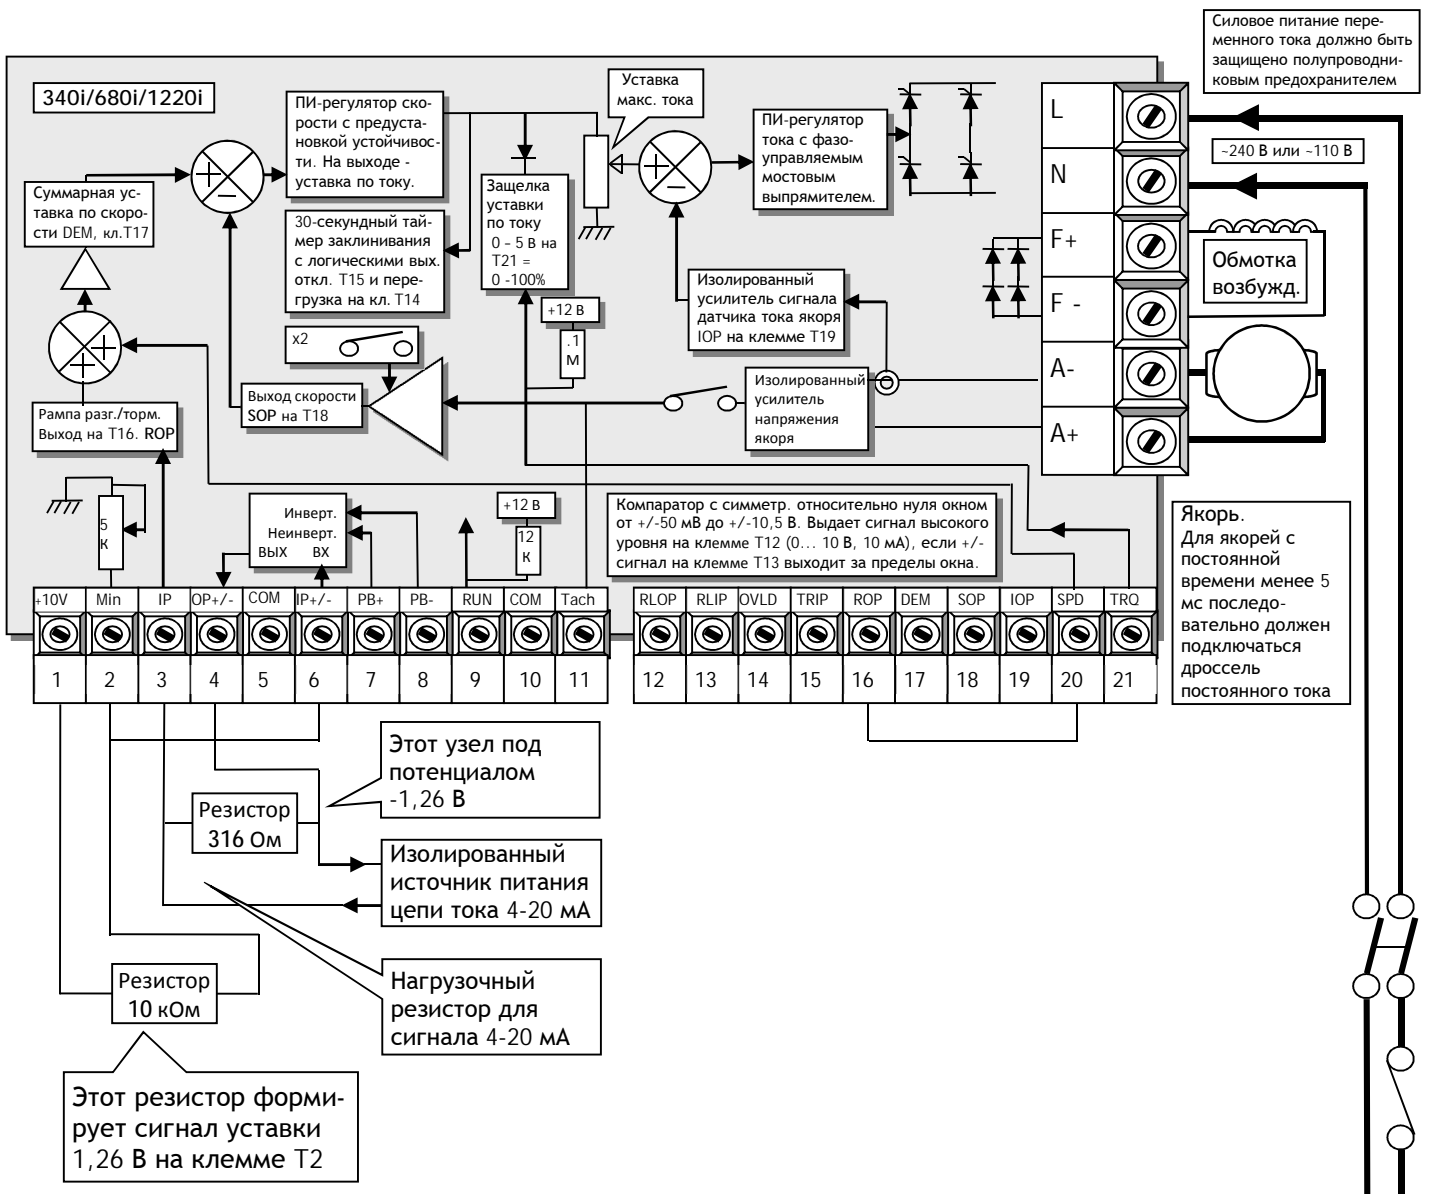 Силовое питание пере-
менного тока должно быть
защищено полупроводни-
ковым предохранителем
340i/680i/1220i
ПИ-регулятор ско-
рости с предуста-
новкой устойчивос-
ти. На выходе -
уставка по току.
Уставка
макс. тока
ПИ-регулятор
тока с фазо-
управляемым
мостовым
выпрямителем.
L
~240 В или ~110 В
N
Суммарная ус-
тавка по скоро-
сти DEM, кл.T17
30-секундный тай-
мер заклинивания
с логическими вых.
откл. T15 и пере-
грузка на кл. T14
Защелка
уставки
по току
0 – 5 В на
T21 =
0 -100%
F+
Обмотка
возбужд.
F -
Изолированный
усилитель сигнала
датчика тока якоря
IOP на клемме T19
+12 В
.1
М
x2
A-
Изолированный
усилитель
напряжения
якоря
Выход скорости
SOP на T18
Рампа разг./торм.
Выход на T16. ROP
A+
5
К
Инверт.
Неинверт.
ВЫХ ВХ
+12 В
12
К
Компаратор с симметр. относительно нуля окном
от +/-50 мВ до +/-10,5 В. Выдает сигнал высокого
уровня на клемме T12 (0... 10 В, 10 мА), если +/-
сигнал на клемме T13 выходит за пределы окна.
Якорь.
Для якорей с
постоянной
времени менее 5
мс последо-
вательно должен
подключаться
дроссель
постоянного тока
+10V Min IP OP+/- COM IP+/- PB+ PB- RUN COM Tach
RLOP RLIP OVLD TRIP ROP DEM SOP IOP SPD TRQ
1 2 3 4 5 6 7 8 9 10 11
12 13 14 15 16 17 18 19 20 21
Этот узел под
потенциалом
-1,26 В
Резистор
316 Ом
Изолированный
источник питания
цепи тока 4-20 мА
Нагрузочный
резистор для
сигнала 4-20 мА
Резистор
10 кОм
Этот резистор форми-
рует сигнал уставки
1,26 В на клемме T2